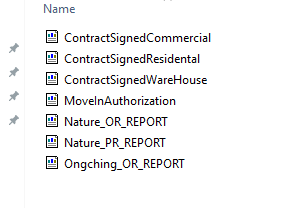 Name
ContractSignedCommercial
ContractSignedResidental
ContractSignedWareHouse
MoveInAuthorization
Nature_OR_REPORT
Nature_PR_REPORT
Ongching_OR_REPORT